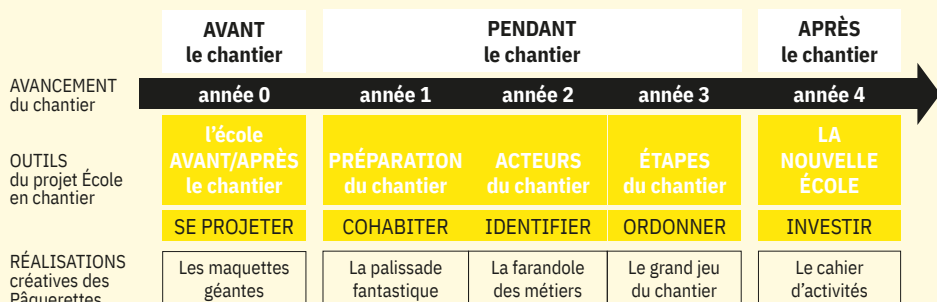 AVANT
le chantier
PENDANT
le chantier
APRÈS
le chantier
AVANCEMENT
du chantier
année 0
année 1
année 2
année 3
année 4
OUTILS
du projet École
en chantier
l'école
AVANT/APRÈS
le chantier
PRÉPARATION
du chantier
ACTEURS
du chantier
ÉTAPES
du chantier
LA
NOUVELLE
ÉCOLE
SE PROJETER
COHABITER
IDENTIFIER
ORDONNER
INVESTIR
RÉALISATIONS
créatives des
Pâquerettes
Les maquettes
géantes
La palissade
fantastique
La farandole
des métiers
Le grand jeu
du chantier
Le cahier
d'activités